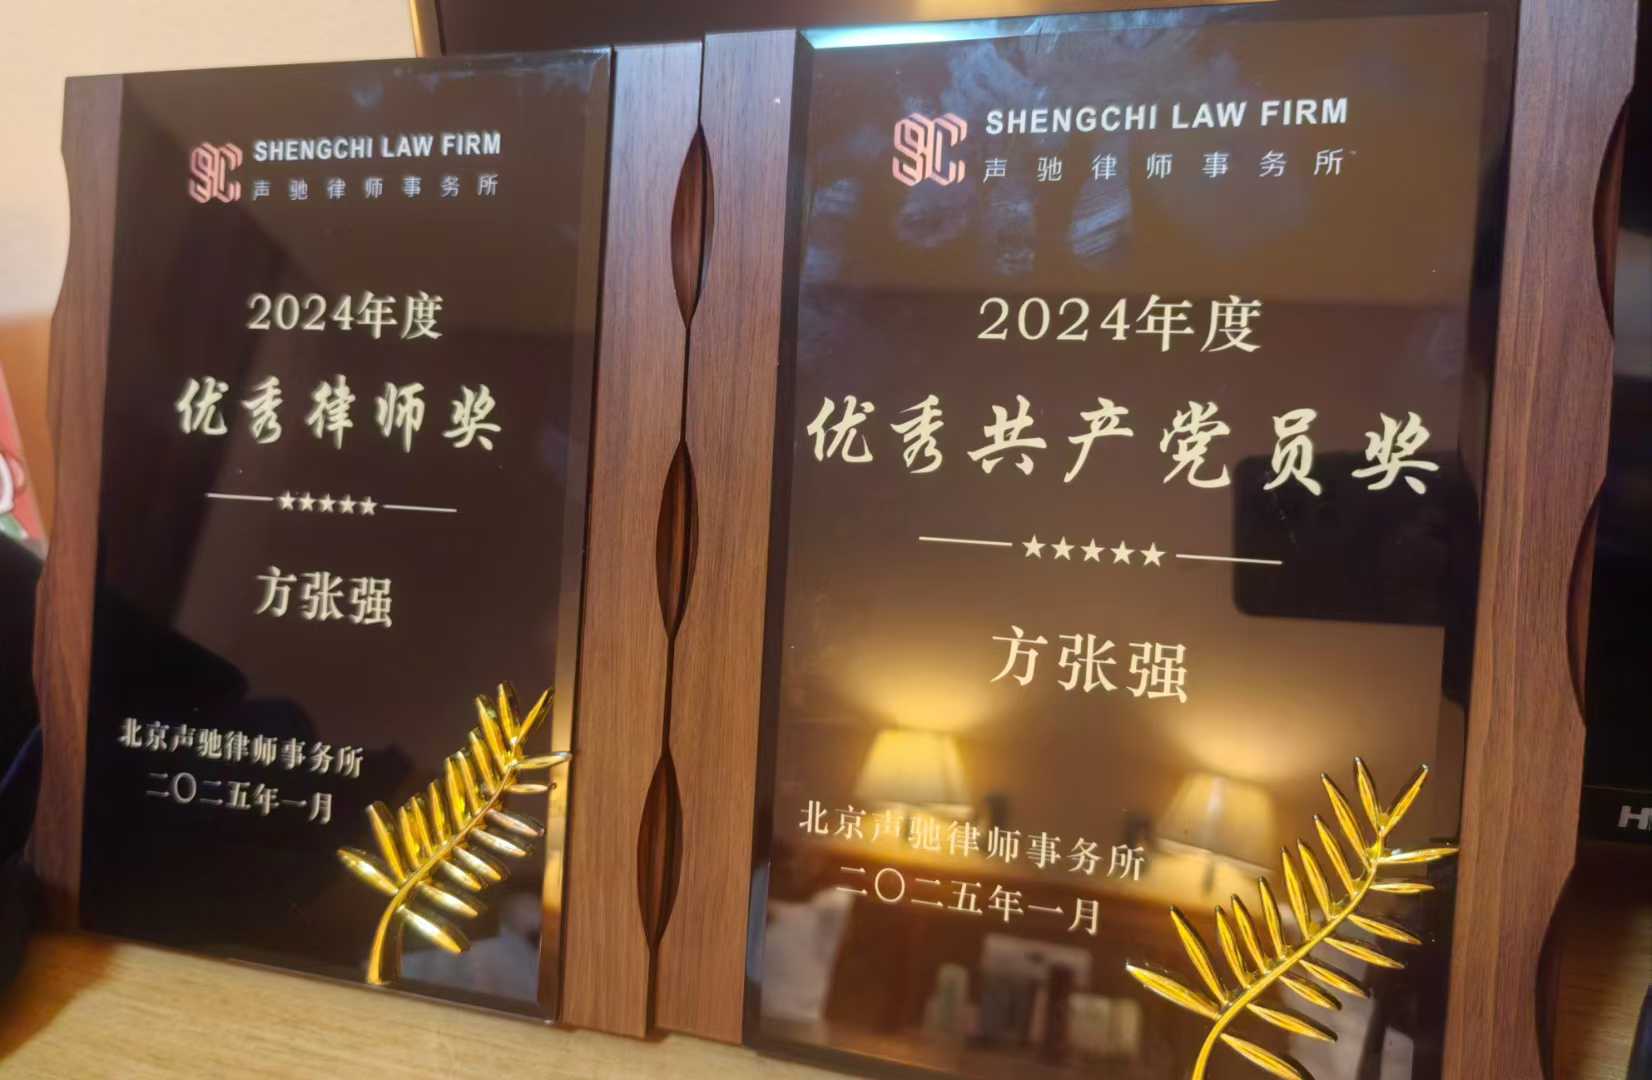 SHENGCHI LAW FIRM
声驰律师事务所
2024年度
优秀律师奖
★★★★★
方张强
北京声驰律师事务所
二〇二五年一月
SHENGCHI LAW FIRM
声驰律师事务所
2024年度
优秀共产党员奖
★★★★★
方张强
北京声驰律师事务所
二〇二五年一月